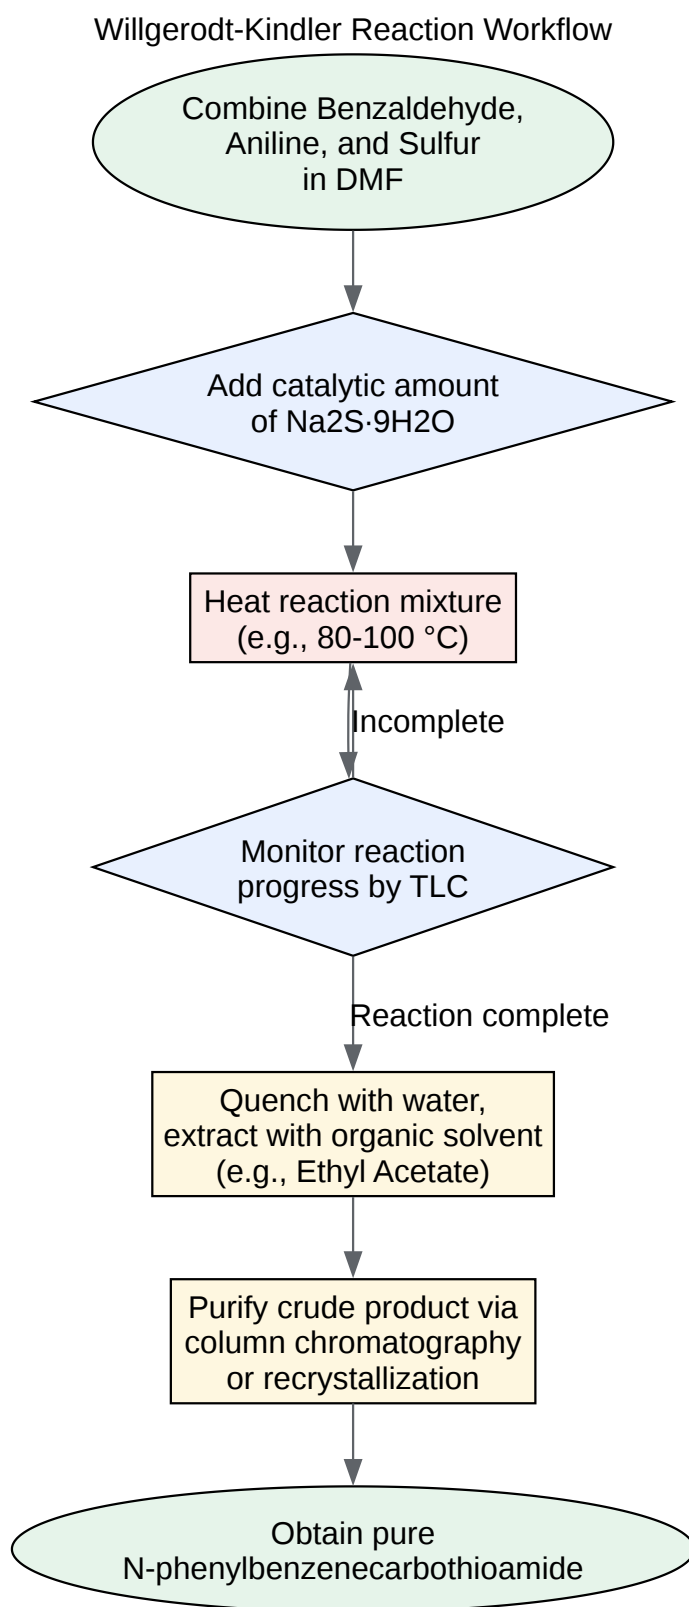 Willgerodt-Kindler Reaction Workflow
Combine Benzaldehyde,
Aniline, and Sulfur
in DMF
Add catalytic amount
of Na2S·9H2O
Heat reaction mixture
(e.g., 80-100 °C)
Incomplete
Monitor reaction
progress by TLC
Reaction complete
Quench with water,
extract with organic solvent
(e.g., Ethyl Acetate)
Purify crude product via
column chromatography
or recrystallization
Obtain pure
N-phenylbenzenecarbothioamide